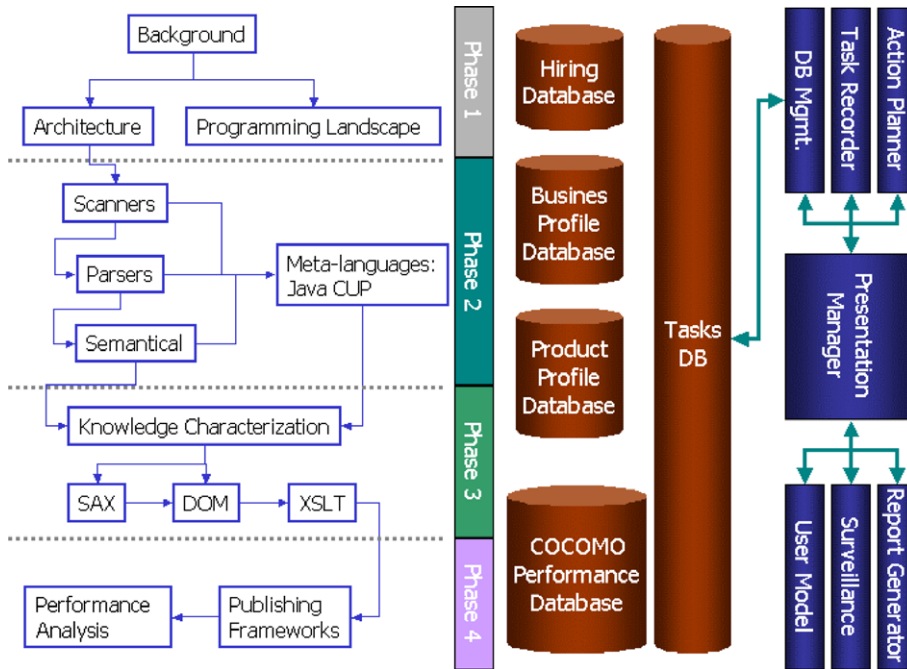 Background
Architecture
Programming Landscape
Scanners
Parsers
Semantical
Meta-languages:
Java CUP
Knowledge Characterization
SAX
DOM
XSLT
Performance
Analysis
Publishing
Frameworks
Phase 1
Phase 2
Phase 3
Phase 4
Hiring
Database
Busines
Profile
Database
Product
Profile
Database
COCOMO
Performance
Database
Tasks
DB
DB Mgmt.
Task Recorder
Action Planner
Presentation
Manager
User Model
Surveillance
Report Generator